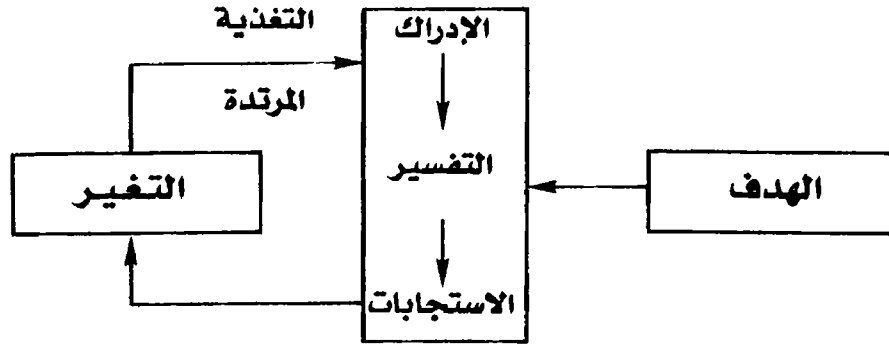 الهدف
الإدراك
التفسير
الاستجابات
التغير
التغذية
المرتدة